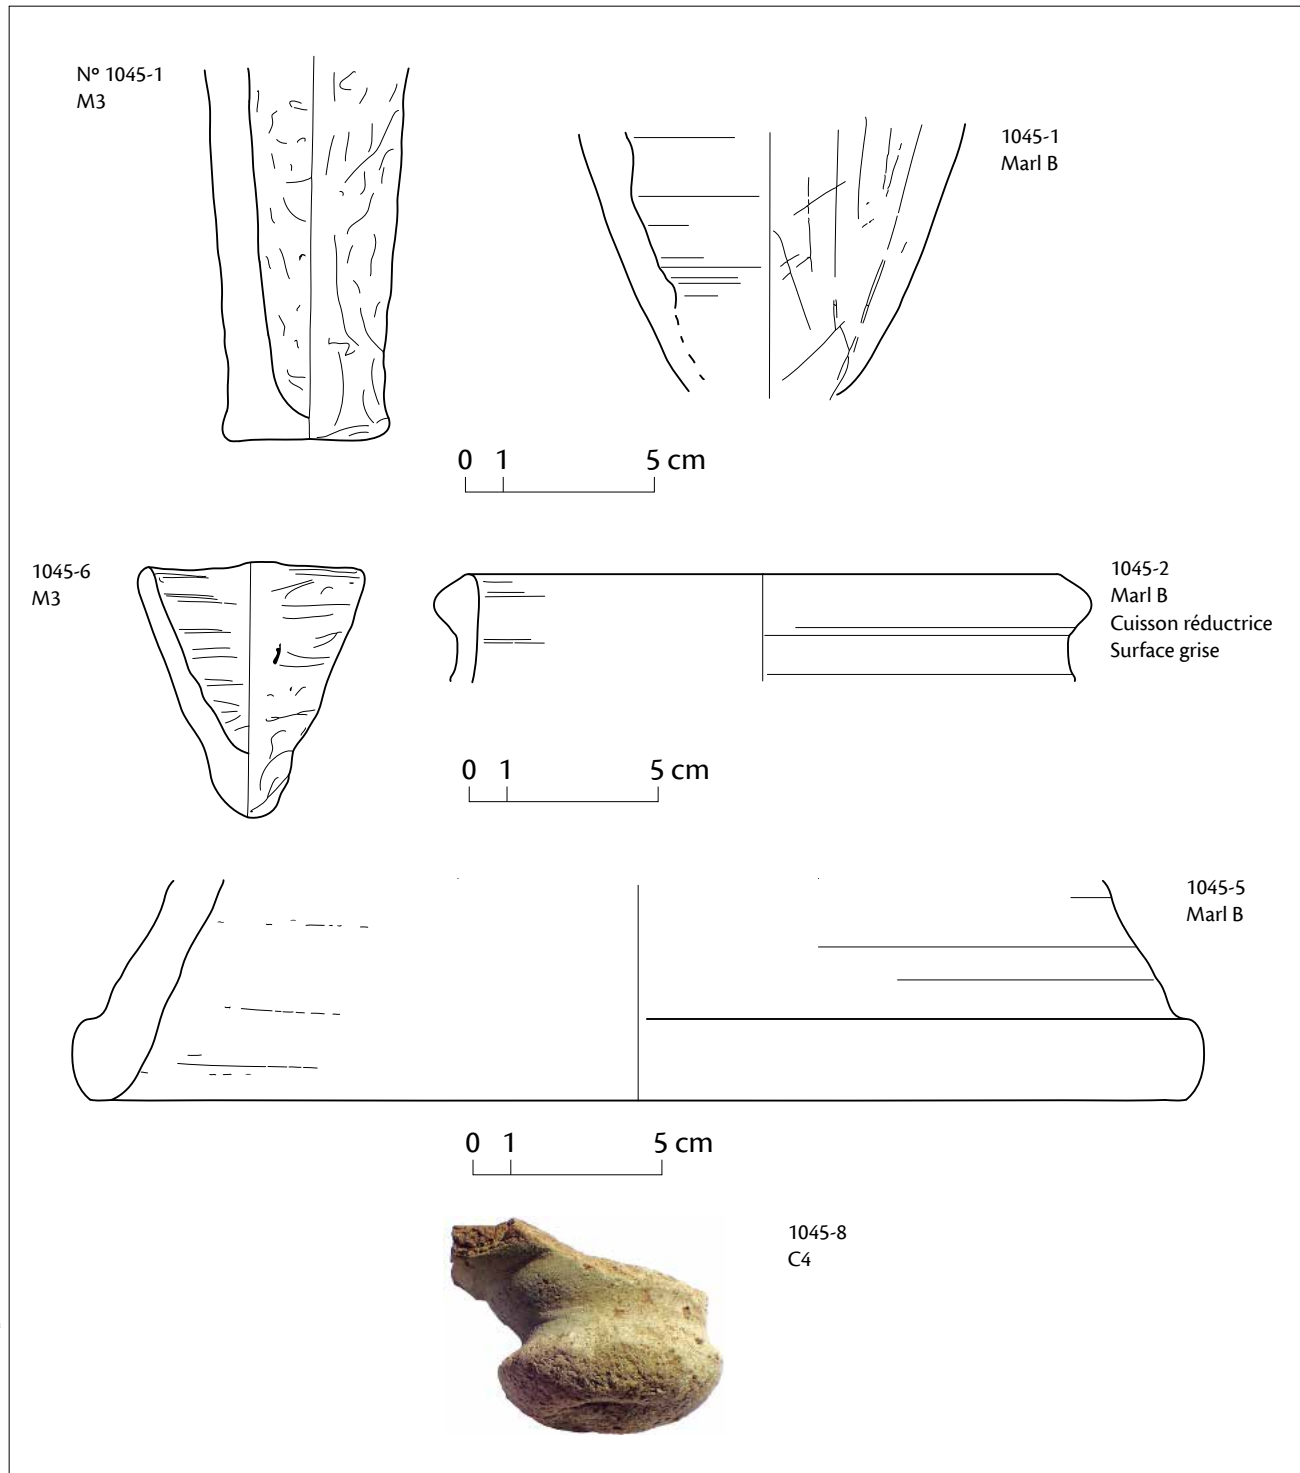 Nº 1045-1
M3
1045-1
Marl B
0 1 5 cm
1045-6
M3
1045-2
Marl B
Cuisson réductrice
Surface grise
0 1 5 cm
1045-5
Marl B
0 1 5 cm
1045-8
C4